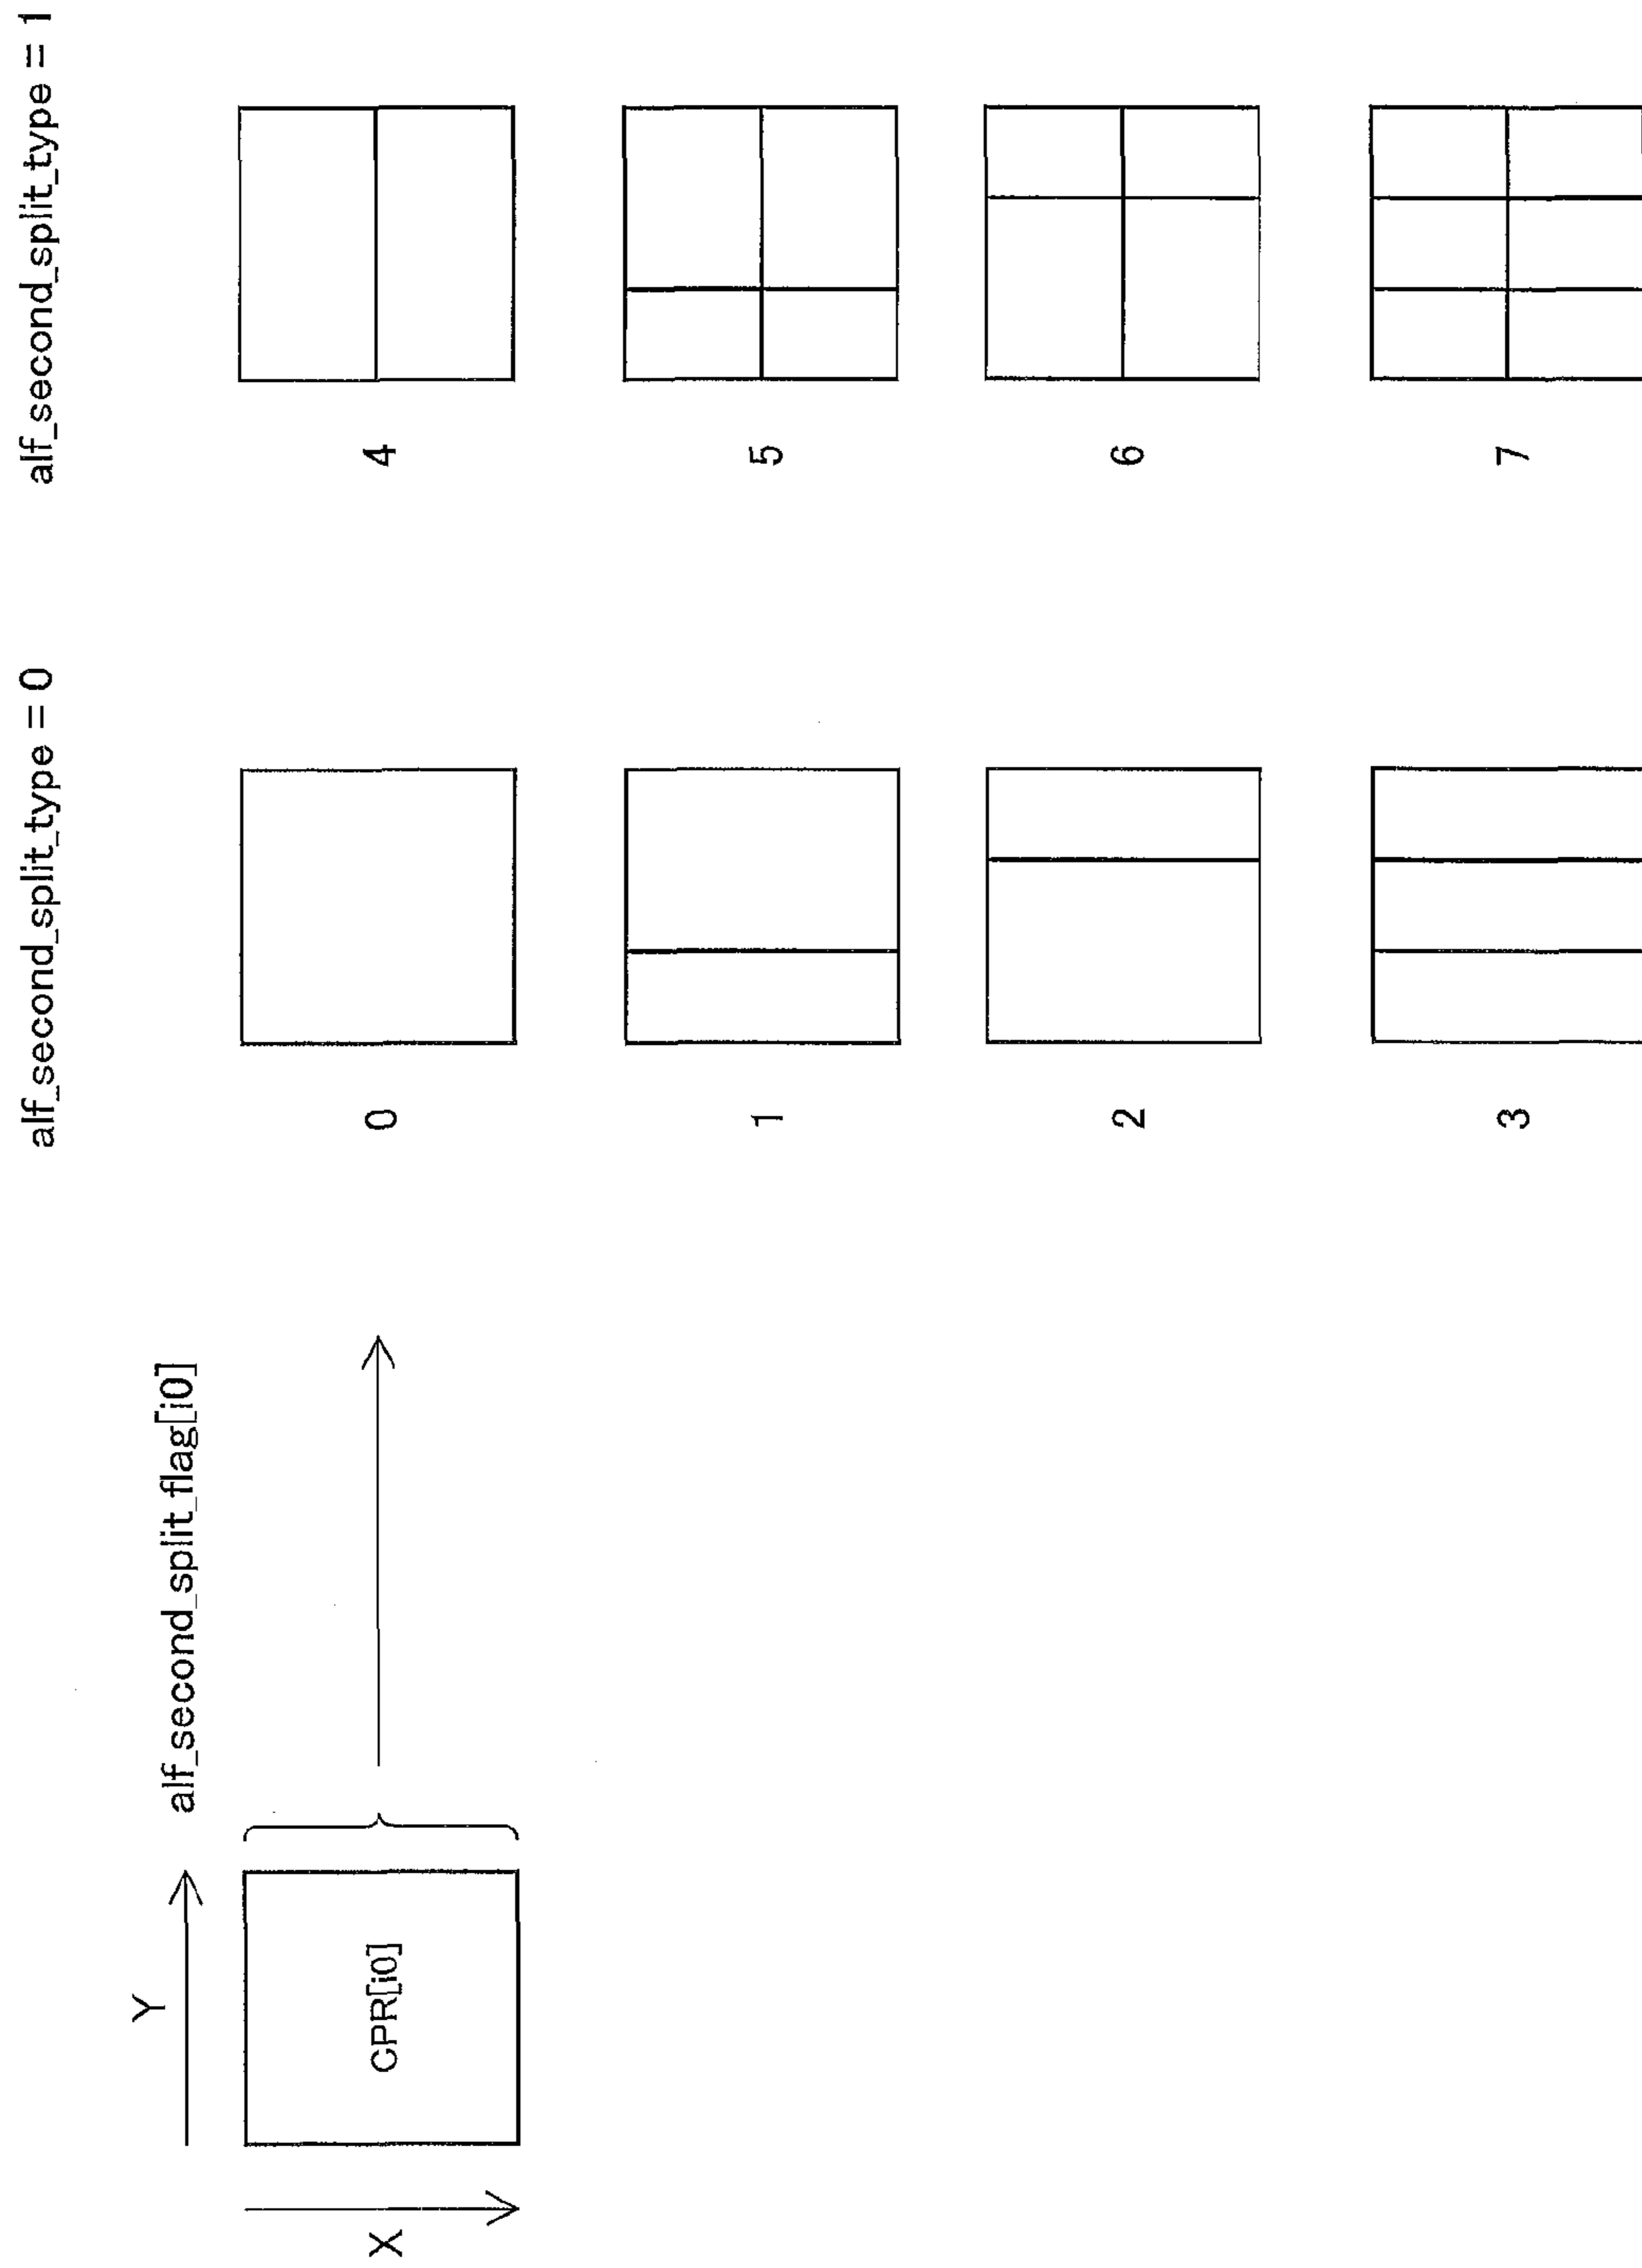 alf_second_split_type = 0
alf_second_split_type = 1
Y
alf_second_split_flag[i0]
X
CPR[i0]
0
4
1
5
2
6
3
7